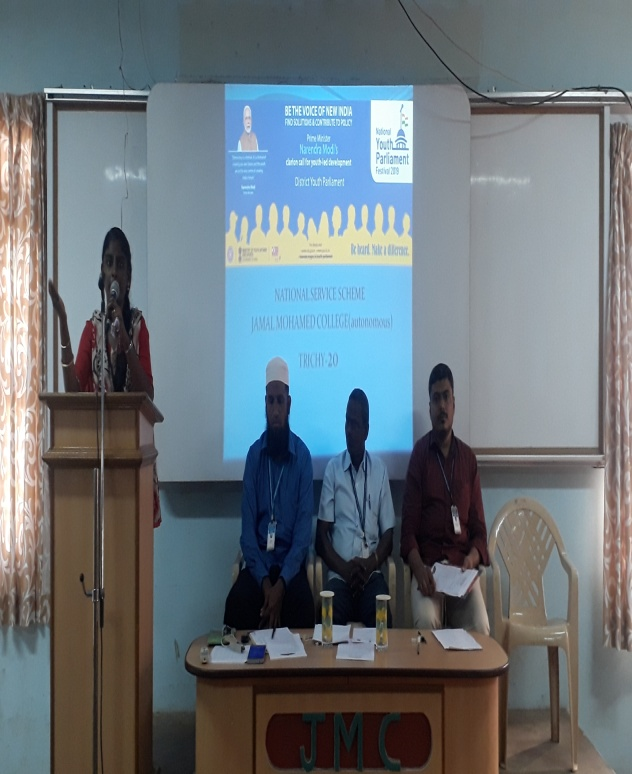 BE THE VOICE OF NEW INDIA
FIND SOLUTIONS & CONTRIBUTE TO POLICY
Prime Minister
Narendra Modi's
clarion call for youth-led development
District Youth Parliament
National
Youth
Parliament
Festival 2019
Be heard. Make a difference.
NATIONAL SERVICE SCHEME
JAMAL MOHAMED COLLEGE(autonomous)
TRICHY-20
JMC